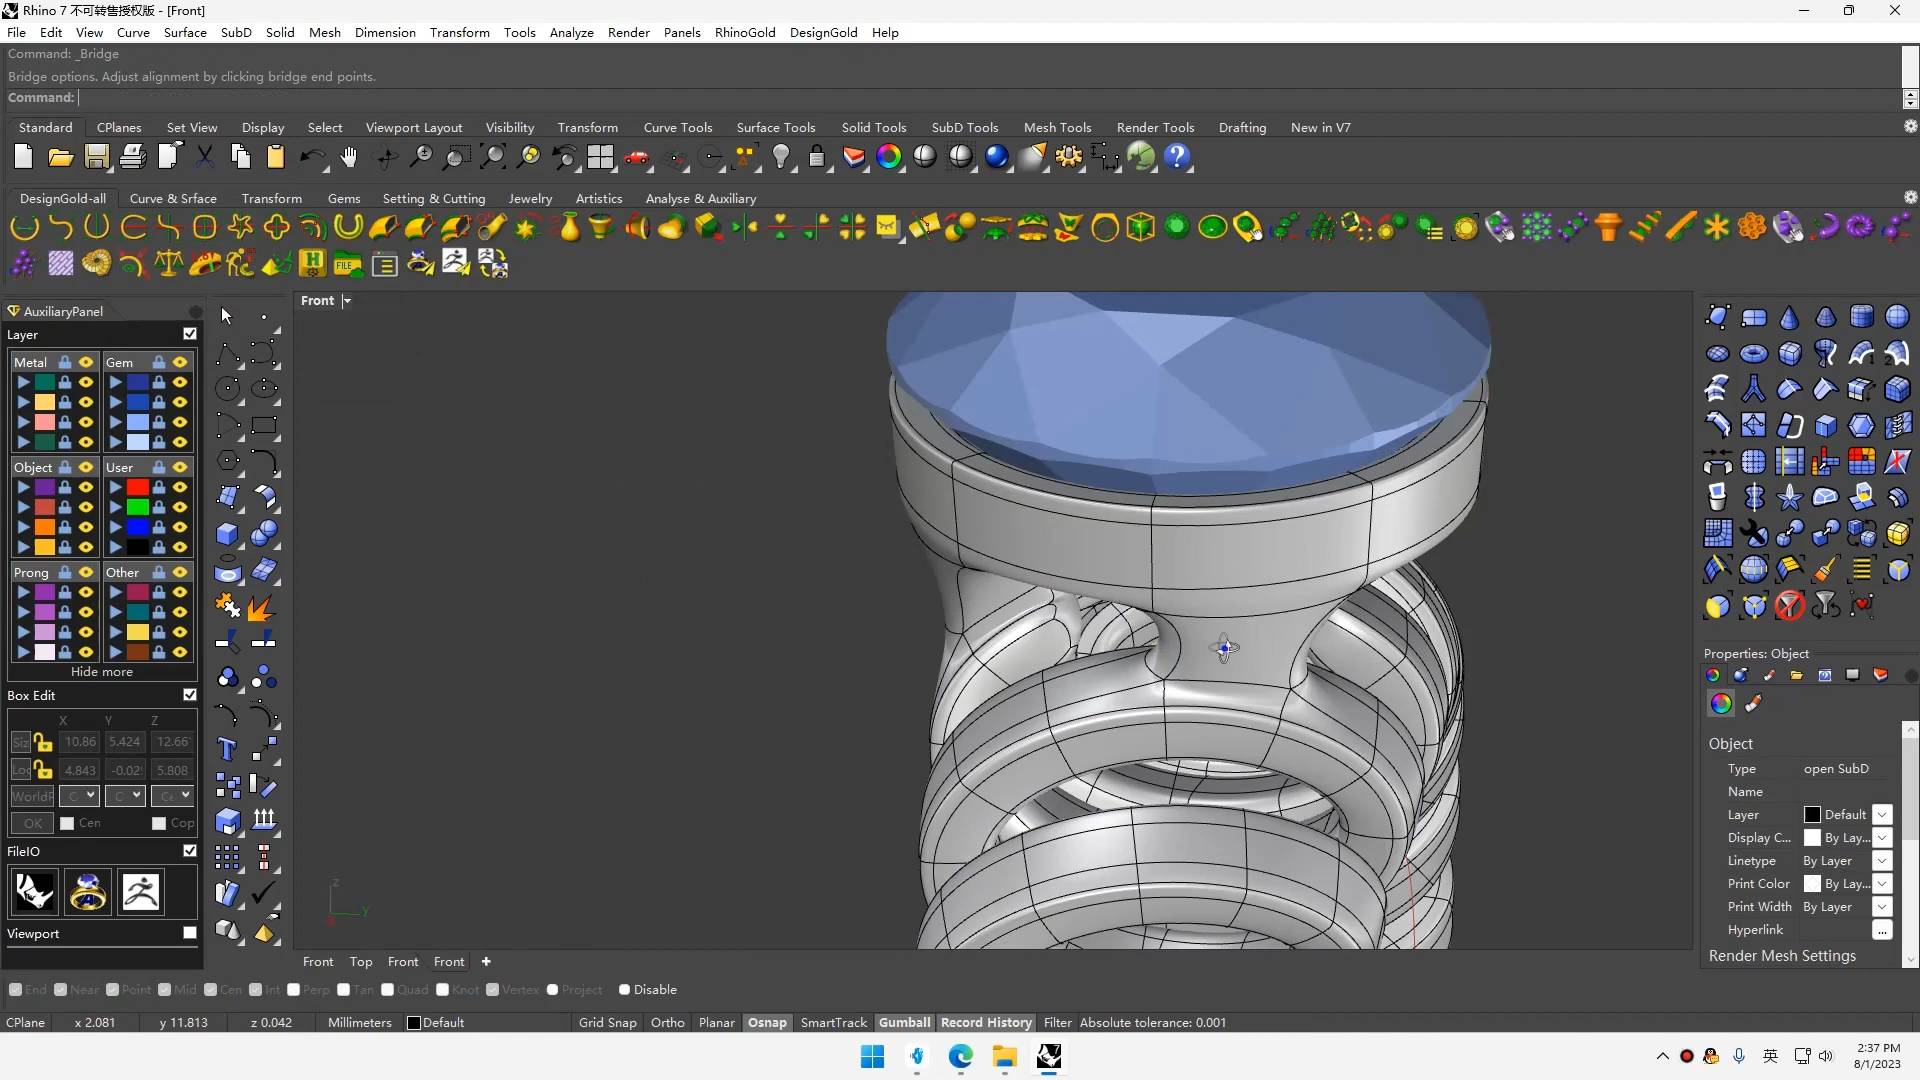 Rhino 7 不可转售授权版 - [Front]
File Edit View Curve Surface SubD Solid Mesh Dimension Transform Tools Analyze Render Panels RhinoGold DesignGold Help
Command: _Bridge
Bridge options. Adjust alignment by clicking bridge end points.
Command:
Standard CPlanes Set View Display Select Viewport Layout Visibility Transform Curve Tools Surface Tools Solid Tools SubD Tools Mesh Tools Render Tools Drafting New in V7
DesignGold-all Curve & Srface Transform Gems Setting & Cutting Jewelry Artistics Analyse & Auxiliary
H
FILE
AuxiliaryPanel
Layer
Metal Gem
Object User
Prong Other
Hide more
Box Edit
X Y Z
Siz 10.86 5.424 12.66
Loc 4.843 -0.02 5.808
WorldF C C Ce
OK Cen Cop
FileIO
Viewport
Front
z
y
Front Top Front Front
Properties: Object
Object
Type open SubD
Name
Layer Default
Display C... By Lay...
Linetype By Layer
Print Color By Lay...
Print Width By Layer
Hyperlink ...
Render Mesh Settings
End Near Point Mid Cen Int Perp Tan Quad Knot Vertex Project Disable
CPlane x 2.081 y 11.813 z 0.042 Millimeters Default Grid Snap Ortho Planar Osnap SmartTrack Gumball Record History Filter Absolute tolerance: 0.001
英
2:37 PM
8/1/2023